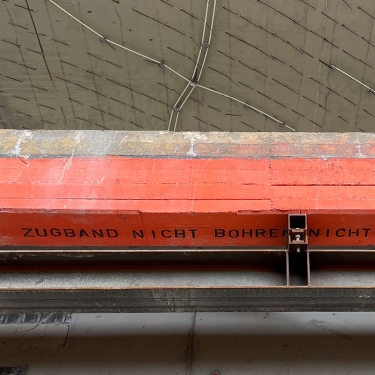 ZUGBAND NICHT BOHREN NICHT